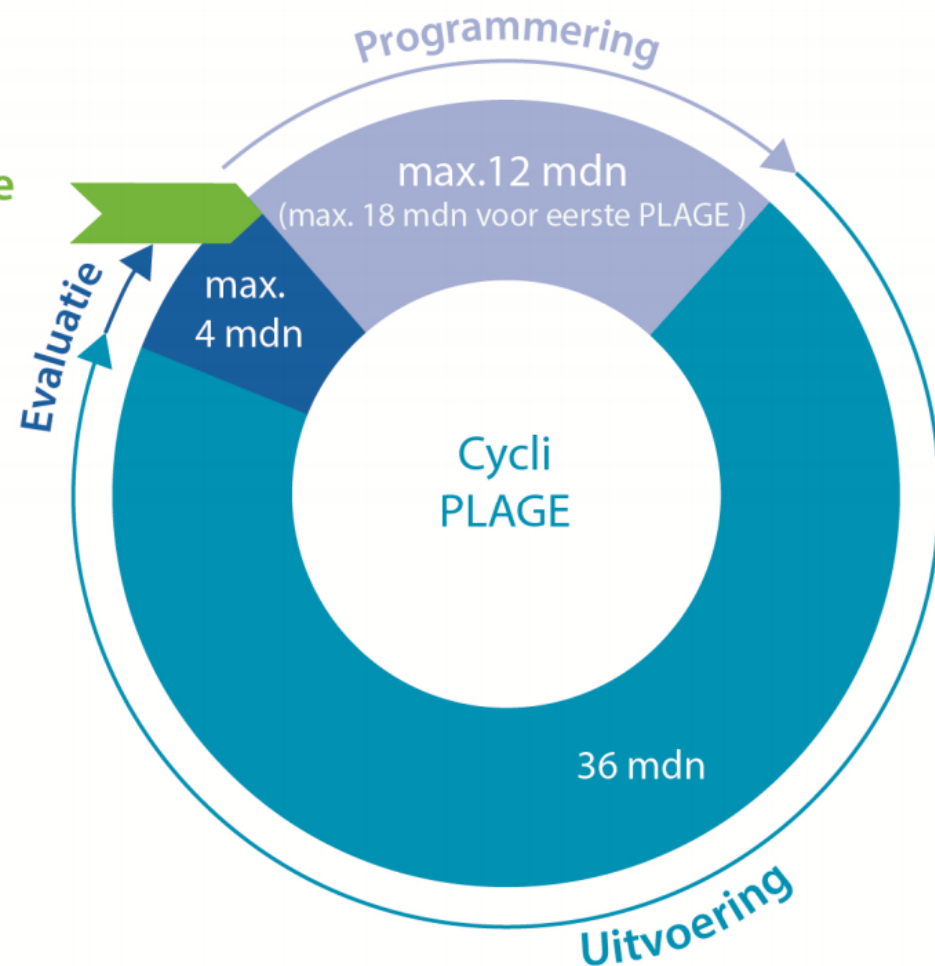 Programmering
max.12 mdn
(max. 18 mdn voor eerste PLAGE )
e
max.
4 mdn
Evaluatie
Cycli
PLAGE
36 mdn
Uitvoering